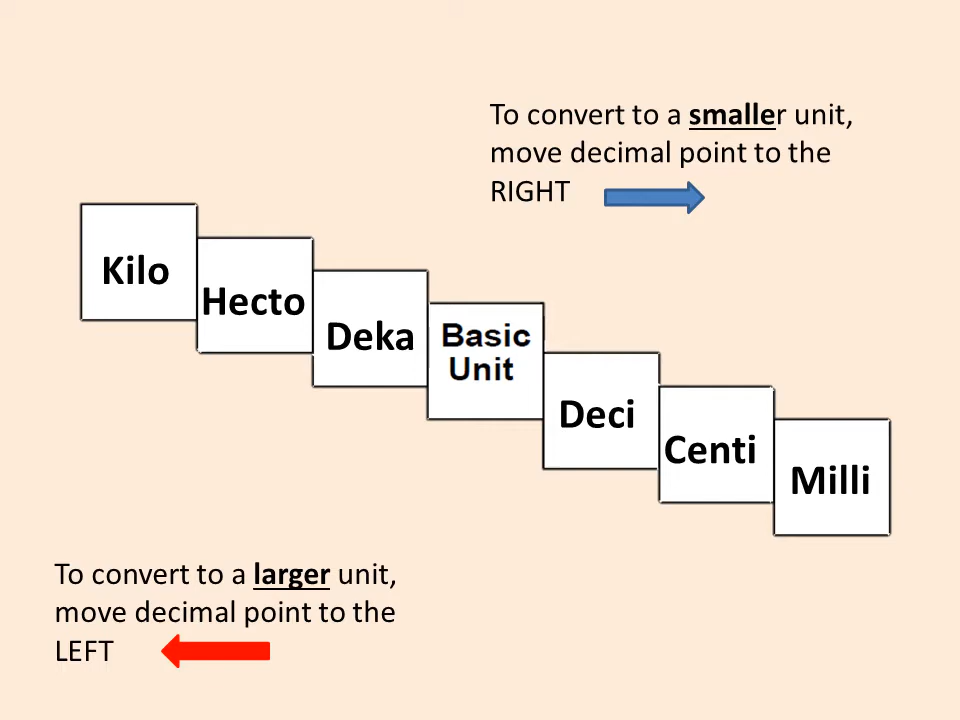 To convert to a smaller unit,
move decimal point to the
RIGHT
Kilo
Hecto
Deka
Basic
Unit
Deci
Centi
Milli
To convert to a larger unit,
move decimal point to the
LEFT